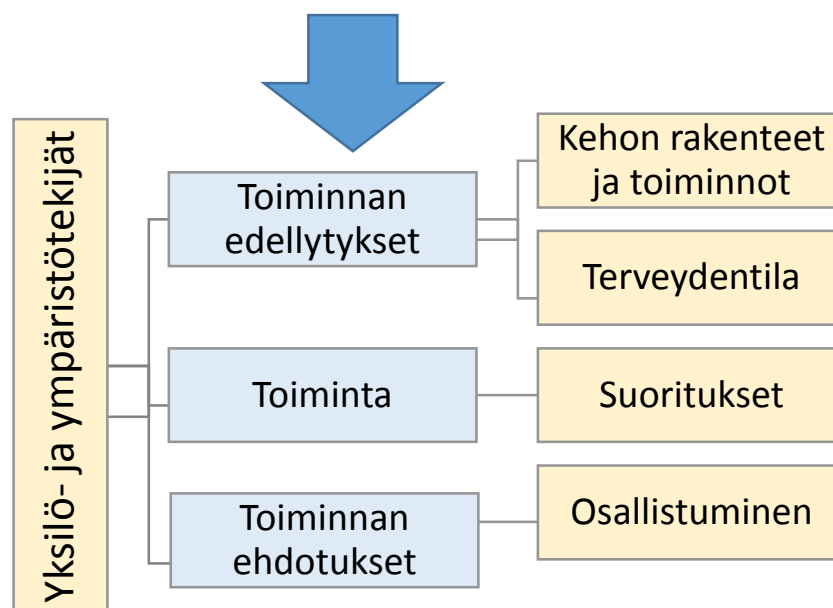 Yksilö- ja ympäristötekijät
Toiminnan
edellytykset
Kehon rakenteet
ja toiminnot
Terveydentila
Toiminta
Suoritukset
Toiminnan
ehdotukset
Osallistuminen